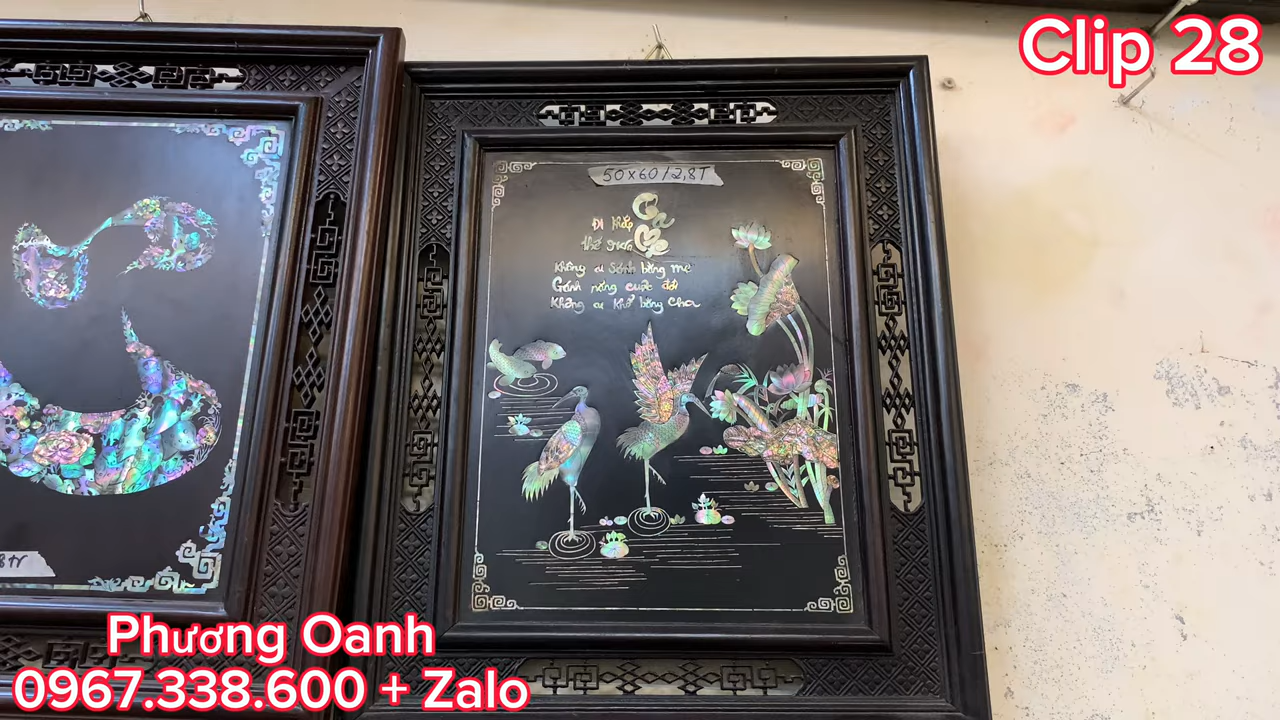 Clip 28
50x60/2,8T
Cha
Mẹ
Đi khắp
thế gian
Không ai Sánh bằng mẹ
Gánh nặng cuộc đời
Không ai khổ bằng Cha
8tr
Phương Oanh
0967.338.600 + Zalo